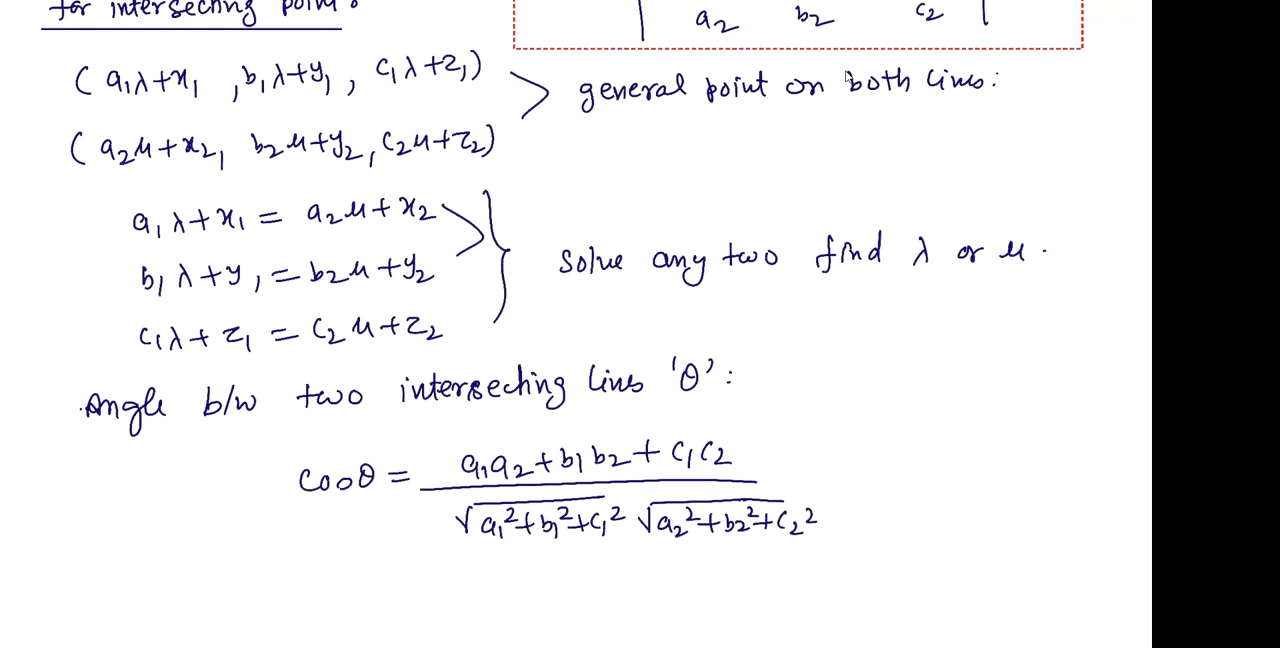 for intersecting point:
| a2 b2 c2 |
(a1λ+x1, b1λ+y1, c1λ+z1)
general point on both lines:
(a2μ+x2, b2μ+y2, c2μ+z2)
a1λ+x1 = a2μ+x2
b1λ+y1 = b2μ+y2
solve any two find λ or μ.
c1λ+z1 = c2μ+z2
Angle b/w two intersecting lines 'θ':
cosθ = a1a2+b1b2+c1c2 / √a1²+b1²+c1² √a2²+b2²+c2²